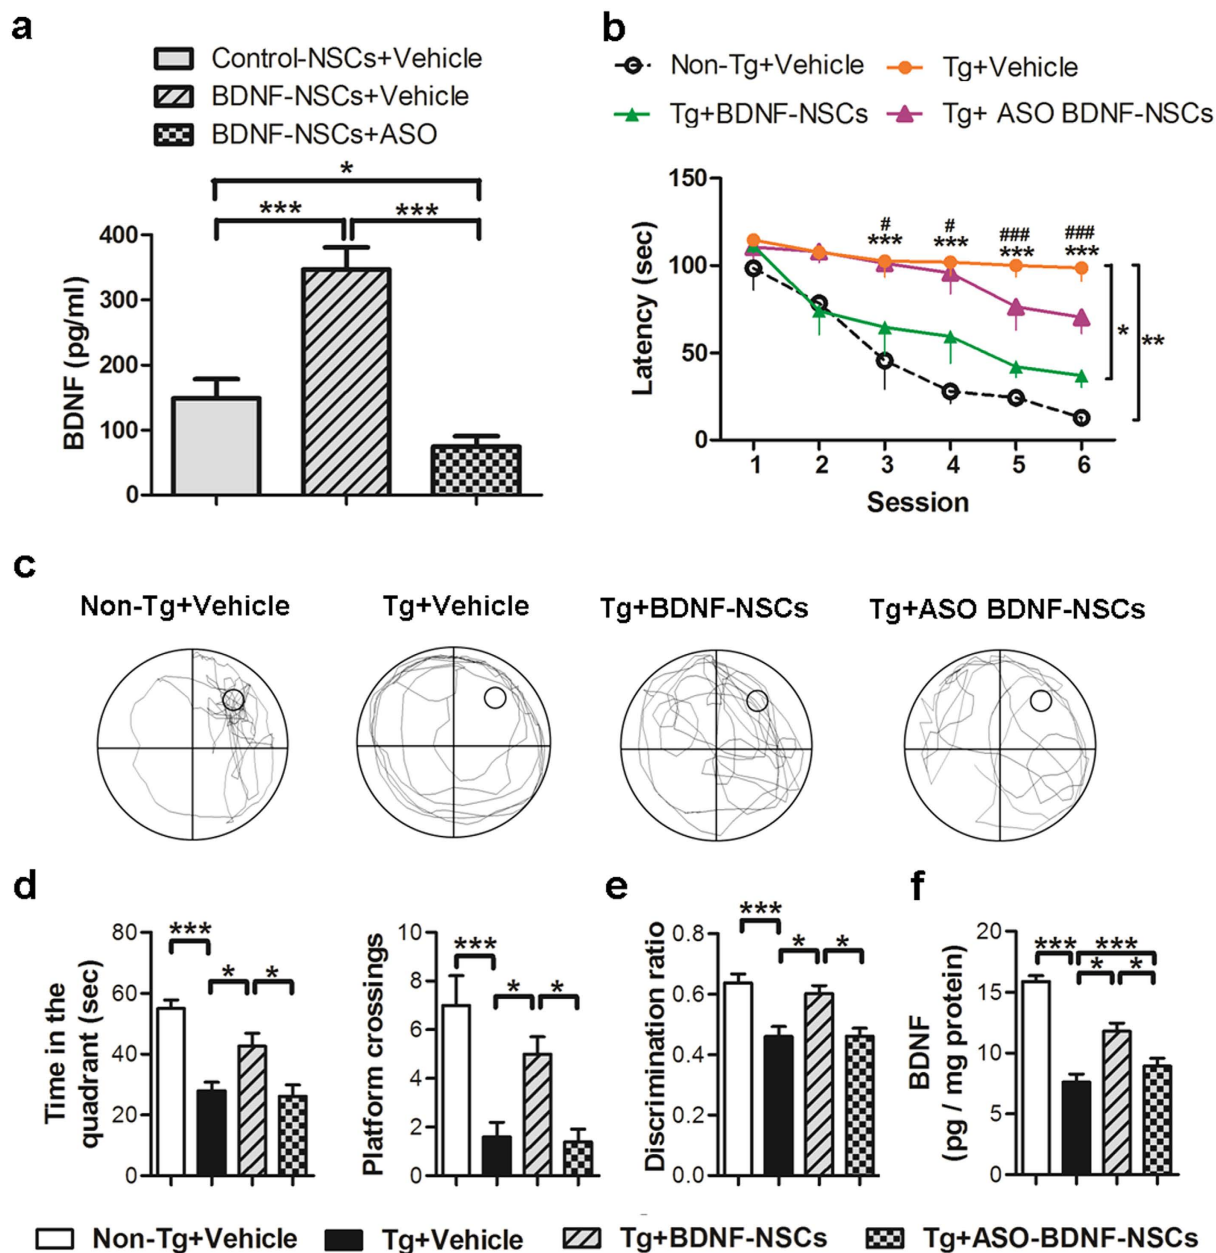 a
Control-NSCs+Vehicle
BDNF-NSCs+Vehicle
BDNF-NSCs+ASO
*
*** ***
BDNF (pg/ml)
400
300
200
100
0
b
Non-Tg+Vehicle Tg+Vehicle
Tg+BDNF-NSCs Tg+ ASO BDNF-NSCs
Latency (sec)
150
100
50
0
# # ### ###
*** *** *** ***
* **
1 2 3 4 5 6
Session
c
Non-Tg+Vehicle Tg+Vehicle Tg+BDNF-NSCs Tg+ASO BDNF-NSCs
d
Time in the
quadrant (sec)
80
60
40
20
0
***
* *
Platform crossings
10
8
6
4
2
0
***
* *
e
Discrimination ratio
0.8
0.6
0.4
0.2
0.0
***
* *
f
BDNF
(pg / mg protein)
20
15
10
5
0
*** ***
* *
Non-Tg+Vehicle Tg+Vehicle Tg+BDNF-NSCs Tg+ASO-BDNF-NSCs